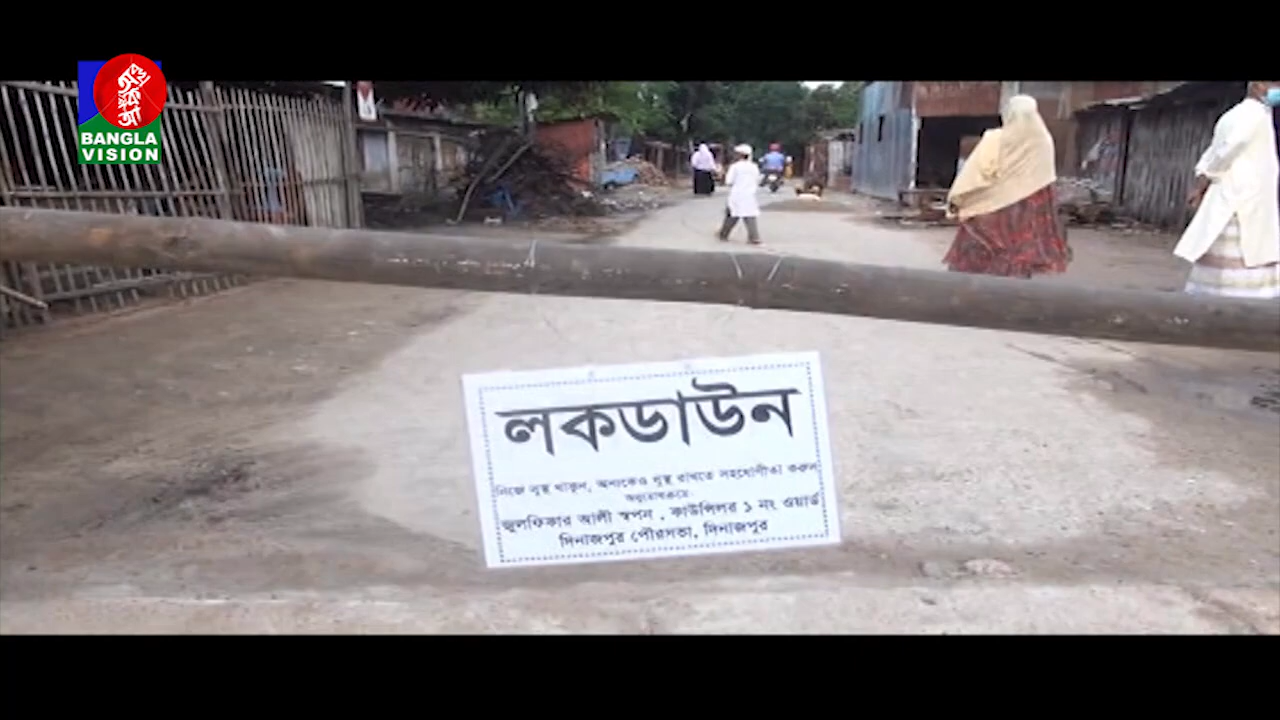 BANGLA
VISION
লকডাউন
নিজে সুস্থ থাকুন, অন্যকেও সুস্থ রাখতে সহযোগীতা করুন
অনুরোধক্রমে-
জুলফিকার আলী স্বপন , কাউন্সিলর ১ নং ওয়ার্ড
দিনাজপুর পৌরসভা, দিনাজপুর